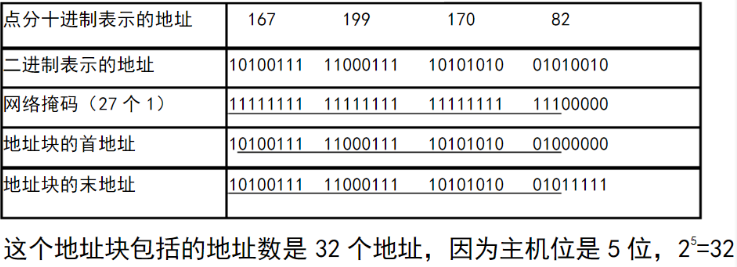 点分十进制表示的地址 167 199 170 82
二进制表示的地址 10100111 11000111 10101010 01010010
网络掩码（27个1） 11111111 11111111 11111111 11100000
地址块的首地址 10100111 11000111 10101010 01000000
地址块的末地址 10100111 11000111 10101010 01011111
这个地址块包括的地址数是 32 个地址，因为主机位是 5 位，2⁵=32